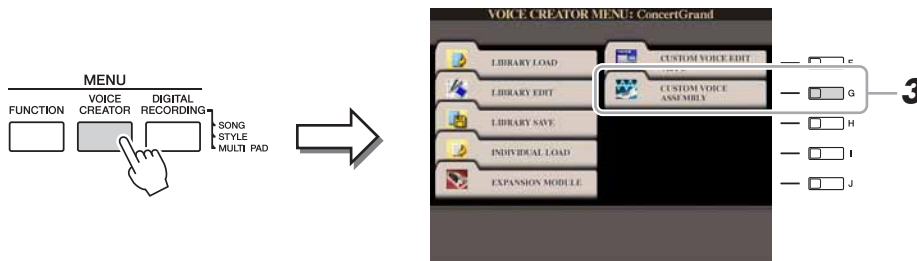 MENU
FUNCTION
VOICE CREATOR
DIGITAL RECORDING
SONG
STYLE
MULTI PAD
VOICE CREATOR MENU: ConcertGrand
LIBRARY LOAD
LIBRARY EDIT
LIBRARY SAVE
INDIVIDUAL LOAD
EXPANSION MODULE
CUSTOM VOICE EDIT
CUSTOM VOICE
ASSEMBLY
F
G
H
I
J
3